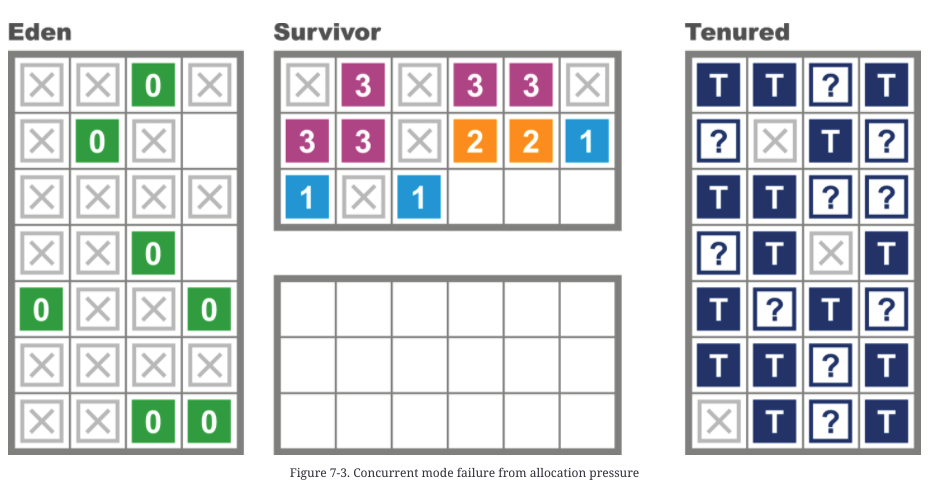 Eden
Survivor
Tenured
0
3 3 3
T T ? T
0
3 3 2 2 1
? T ?
1 1
T T ? ?
0
? T T
0 0
T ? T ?
T T ? T
0 0
T ? T
Figure 7-3. Concurrent mode failure from allocation pressure